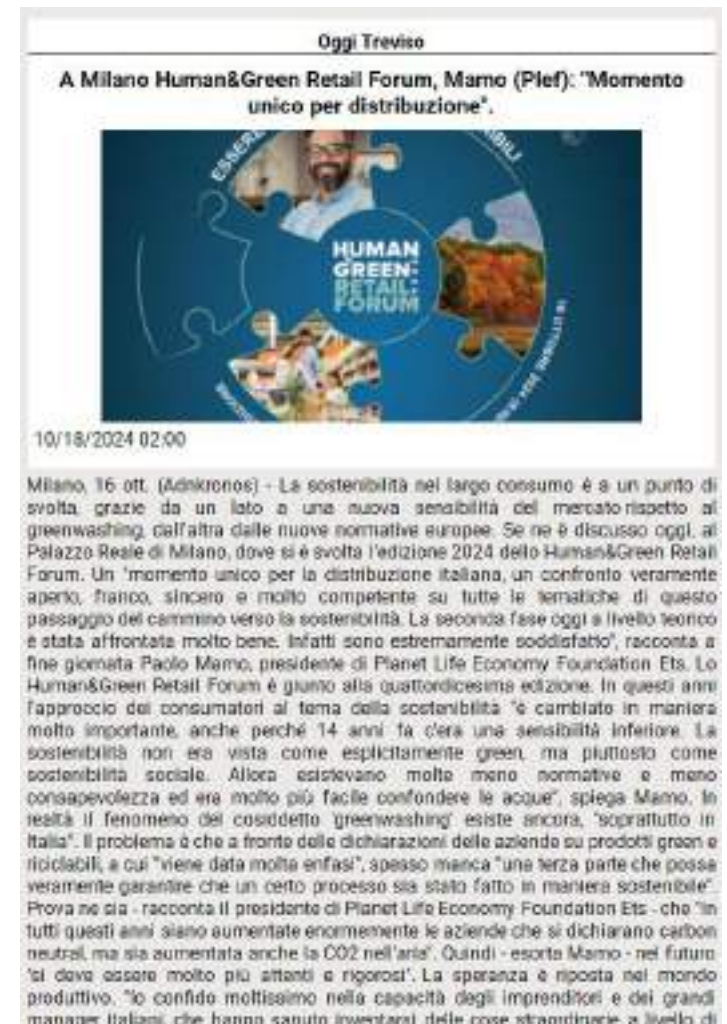 Oggi Treviso
A Milano Human&Green Retail Forum, Mamo (Plef): "Momento
unico per distribuzione".
ESSERE
HUMAN
&GREEN
RETAIL
FORUM
10/18/2024 02:00
Milano, 16 ott. (Adnkronos) - La sostenibilità nel largo consumo è a un punto di
svolta, grazie da un lato a una nuova sensibilità del mercato rispetto al
greenwashing, dall'altra dalle nuove normative europee. Se ne è discusso oggi, al
Palazzo Reale di Milano, dove si è svolta l'edizione 2024 dello Human&Green Retail
Forum. Un "momento unico per la distribuzione italiana, un confronto veramente
aperto, franco, sincero e molto competente su tutte le tematiche di questo
passaggio del cammino verso la sostenibilità. La seconda fase oggi a livello teorico
è stata affrontata molto bene. Infatti sono estremamente soddisfatto", racconta a
fine giornata Paolo Mamo, presidente di Planet Life Economy Foundation Ets. Lo
Human&Green Retail Forum è giunto alla quattordicesima edizione. In questi anni
l'approccio dei consumatori al tema della sostenibilità "è cambiato in maniera
molto importante, anche perché 14 anni fa c'era una sensibilità inferiore. La
sostenibilità non era vista come esplicitamente green, ma piuttosto come
sostenibilità sociale. Allora esistevano molte meno normative e meno
consapevolezza ed era molto più facile confondere le acque", spiega Mamo. In
realtà il fenomeno del cosiddetto 'greenwashing' esiste ancora, "soprattutto in
Italia". Il problema è che a fronte delle dichiarazioni delle aziende su prodotti green e
riciclabili, a cui "viene data molta enfasi", spesso manca "una terza parte che possa
veramente garantire che un certo processo sia stato fatto in maniera sostenibile".
Prova ne sia - racconta il presidente di Planet Life Economy Foundation Ets - che "in
tutti questi anni siano aumentate enormemente le aziende che si dichiarano carbon
neutral, ma sia aumentata anche la CO2 nell'aria". Quindi - esorta Mamo - nel futuro
"si deve essere molto più attenti e rigorosi". La speranza è riposta nel mondo
produttivo. "Io confido moltissimo nella capacità degli imprenditori e dei grandi
manager italiani, che hanno saputo inventarsi delle cose straordinarie a livello di